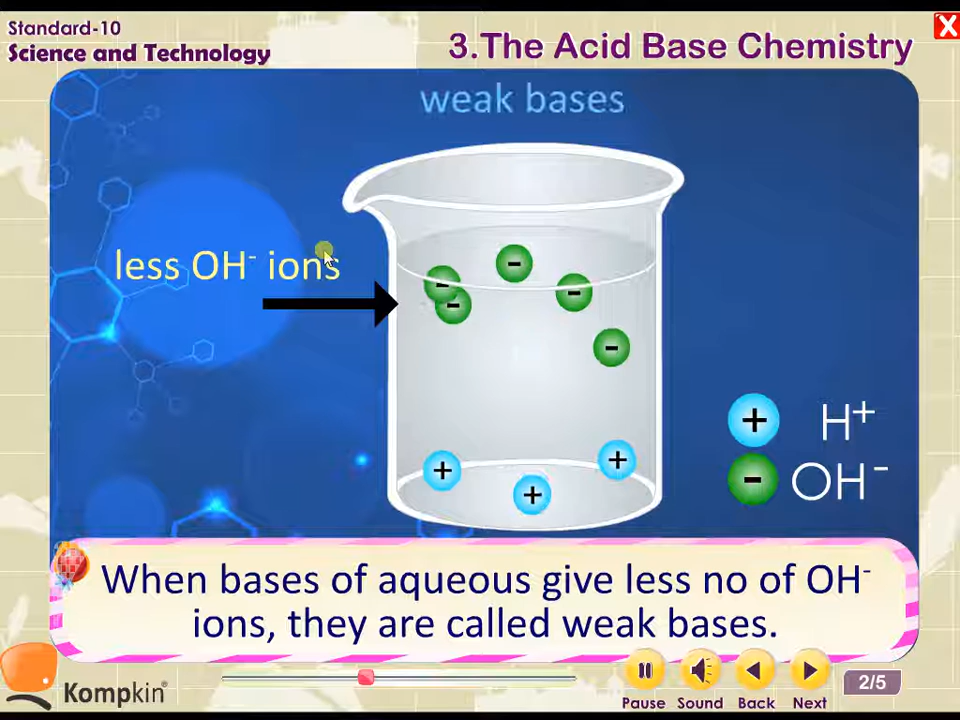 Standard-10
Science and Technology
3.The Acid Base Chemistry
weak bases
less OH⁻ ions
- - - - -
+ + +
+ H⁺
- OH⁻
When bases of aqueous give less no of OH⁻
ions, they are called weak bases.
Kompkin®
Pause Sound Back Next
2/5
X